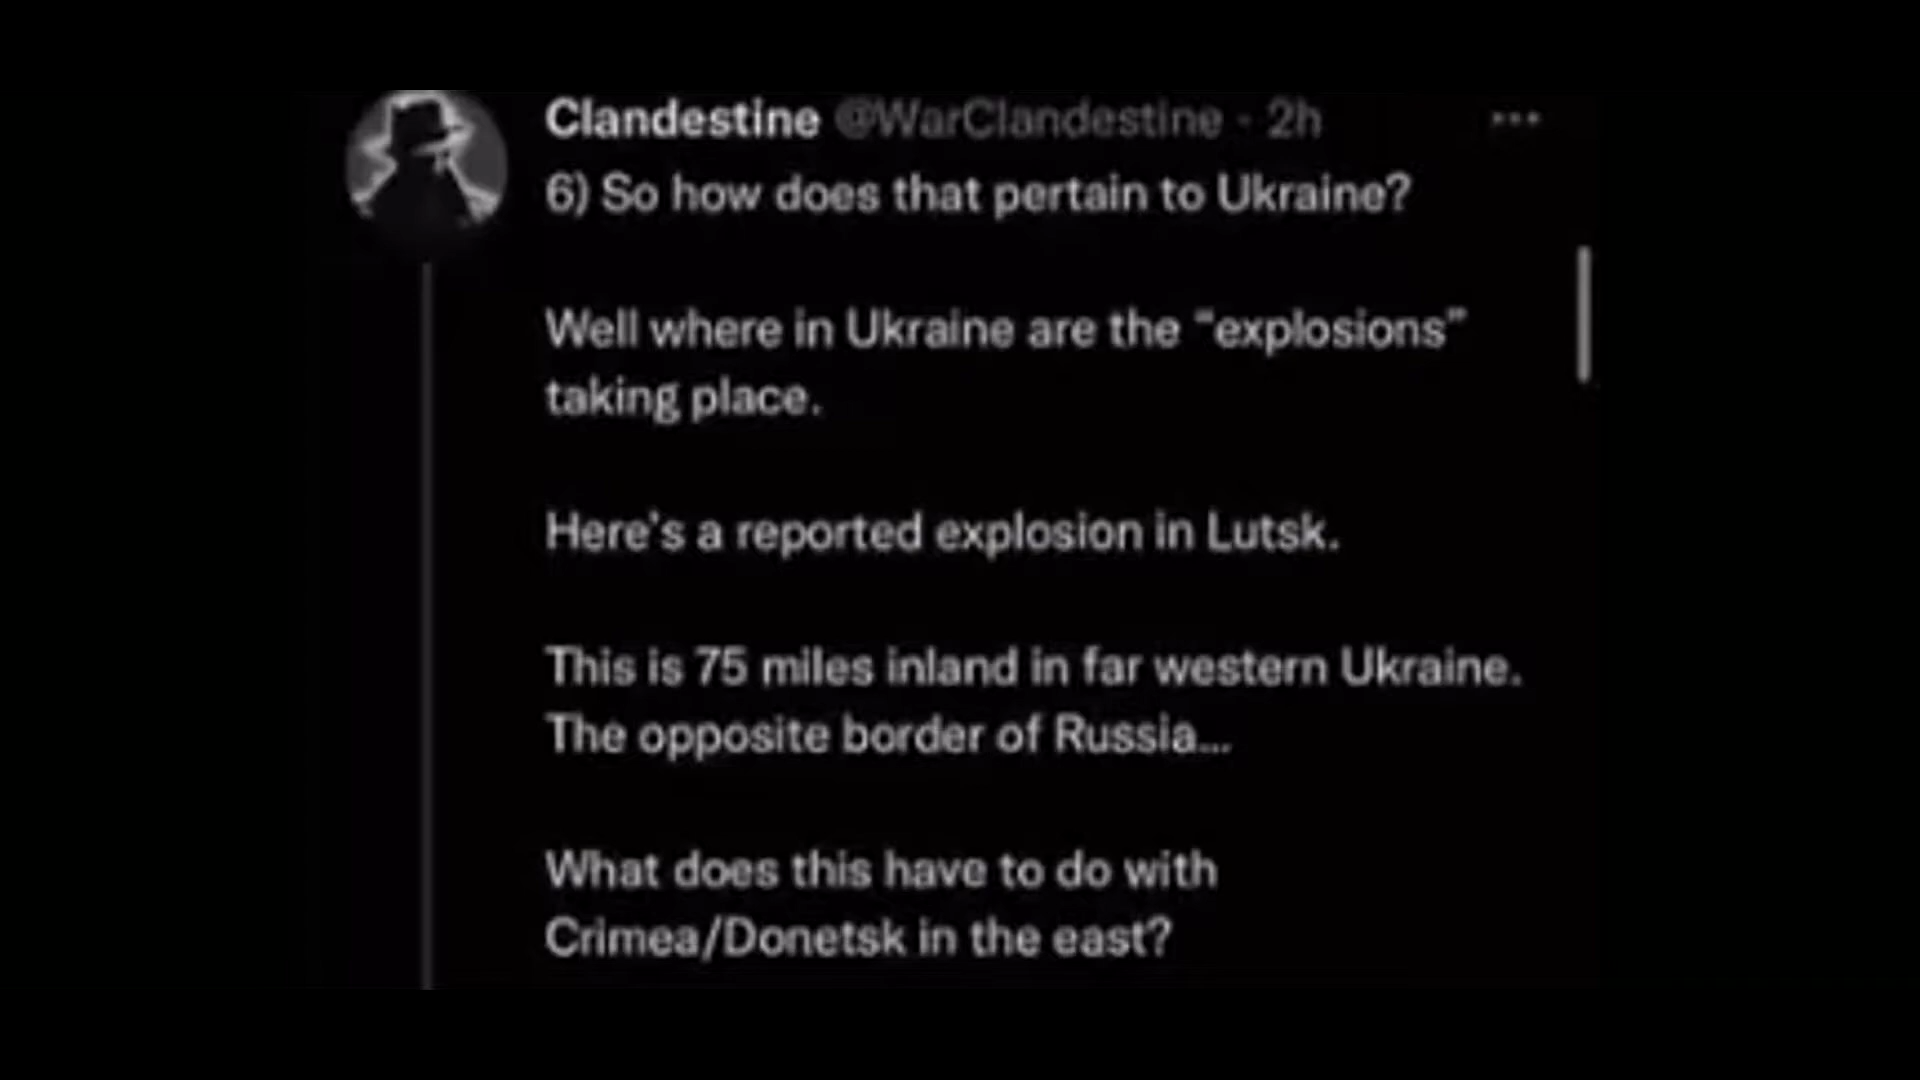 Clandestine @WarClandestine · 2h
6) So how does that pertain to Ukraine?
Well where in Ukraine are the “explosions”
taking place.
Here's a reported explosion in Lutsk.
This is 75 miles inland in far western Ukraine.
The opposite border of Russia...
What does this have to do with
Crimea/Donetsk in the east?